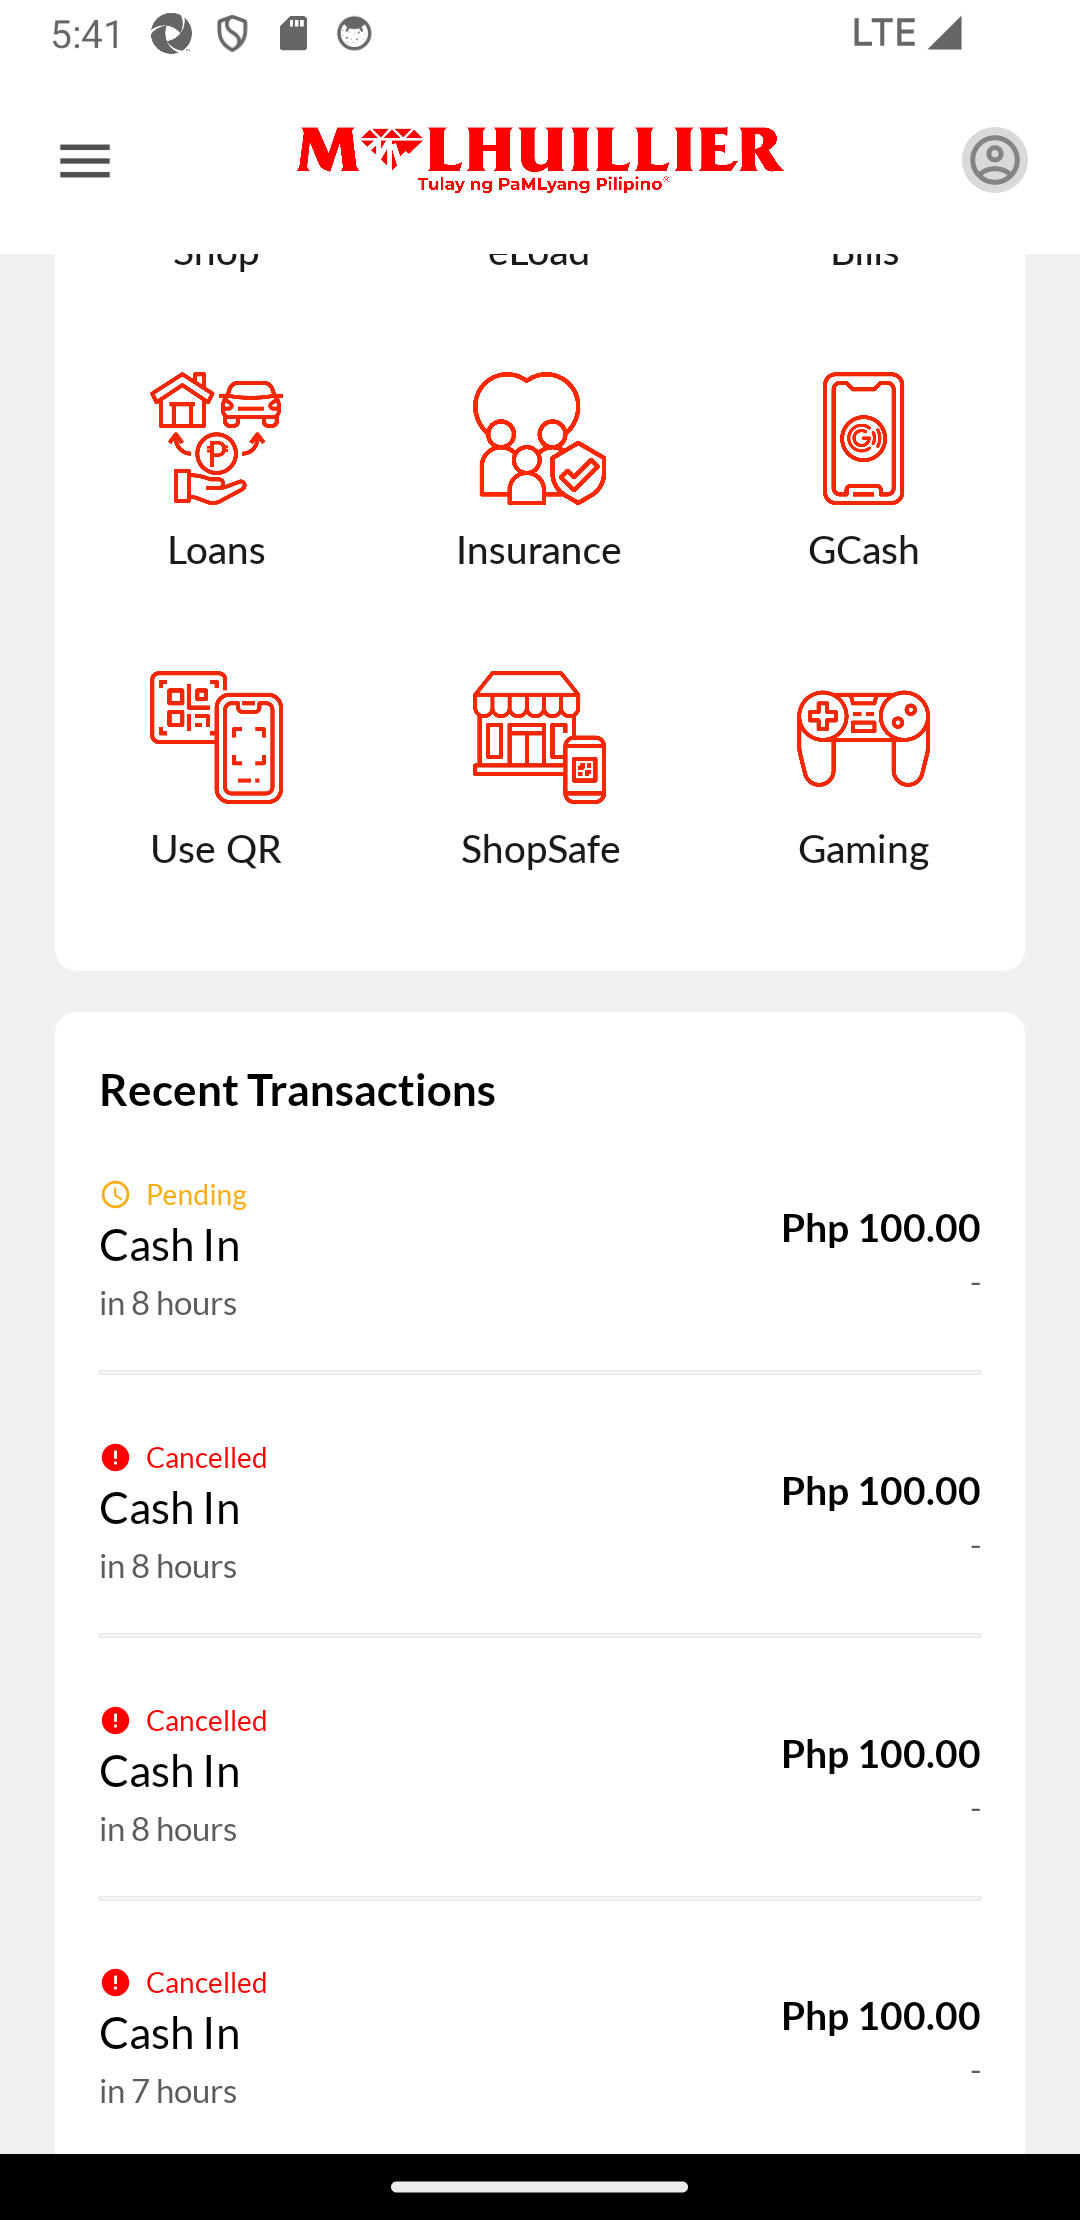 5:41
LTE
M LHUILLIER
Tulay ng PaMLyang Pilipino
Shop eLoad Bills
Loans Insurance GCash
Use QR ShopSafe Gaming
Recent Transactions
Pending
Cash In Php 100.00
in 8 hours -
Cancelled
Cash In Php 100.00
in 8 hours -
Cancelled
Cash In Php 100.00
in 8 hours -
Cancelled
Cash In Php 100.00
in 7 hours -